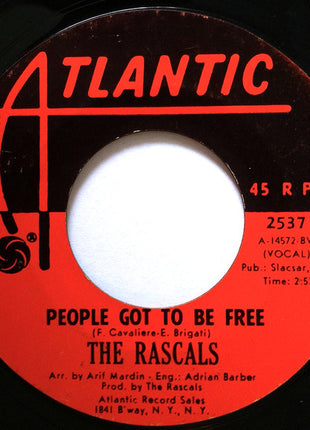 ATLANTIC
45 R P
2537
A-14572-BV
(VOCAL)
Pub.: Slacsar,
Time: 2:5
®
PEOPLE GOT TO BE FREE
(F. Cavaliere-E. Brigati)
THE RASCALS
Arr. by Arif Mardin - Eng.: Adrian Barber
Prod. by The Rascals
Atlantic Record Sales
1841 B'way, N. Y., N. Y.